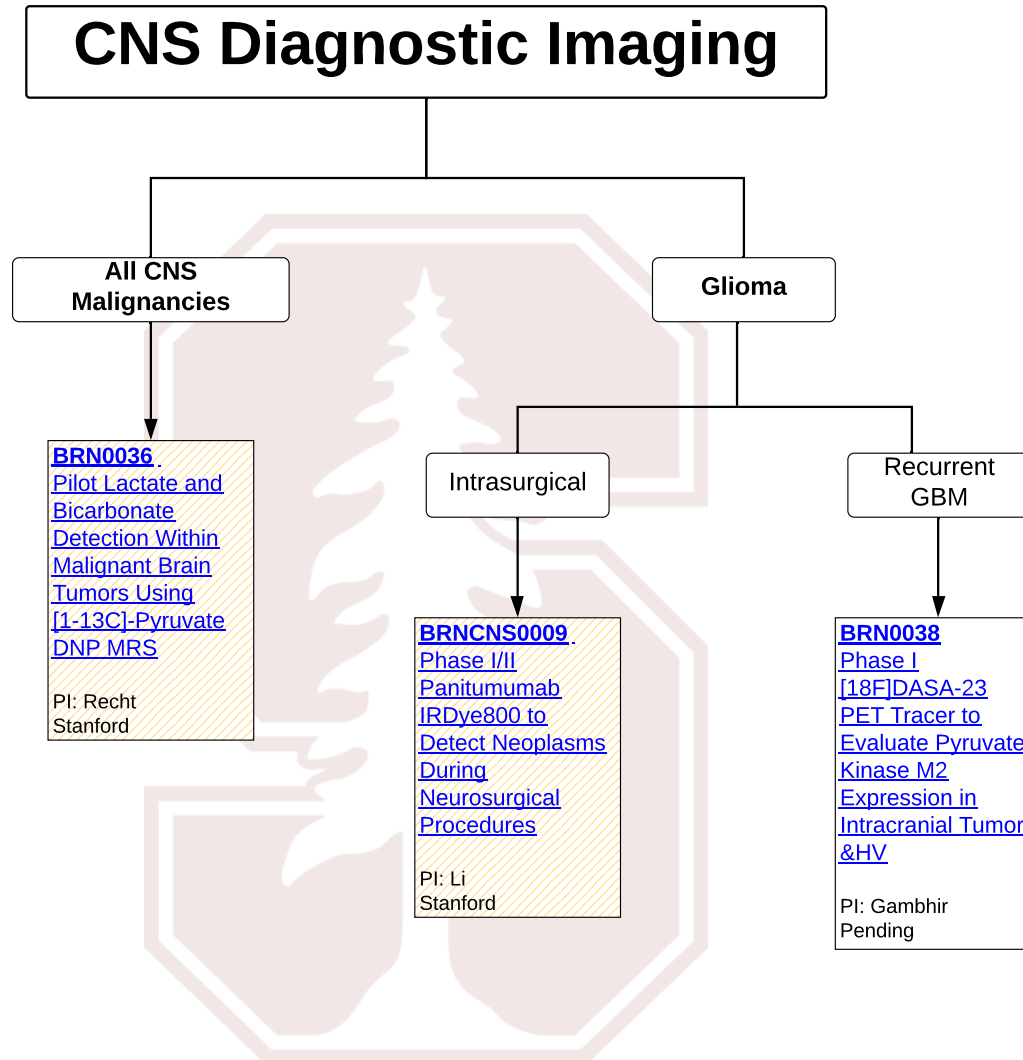 CNS Diagnostic Imaging
All CNS
Malignancies
Glioma
Intrasurgical
Recurrent
GBM
BRN0036
Pilot Lactate and
Bicarbonate
Detection Within
Malignant Brain
Tumors Using
[1-13C]-Pyruvate
DNP MRS
PI: Recht
Stanford
BRNCNS0009
Phase I/II
Panitumumab
IRDye800 to
Detect Neoplasms
During
Neurosurgical
Procedures
PI: Li
Stanford
BRN0038
Phase I
[18F]DASA-23
PET Tracer to
Evaluate Pyruvate
Kinase M2
Expression in
Intracranial Tumor
&HV
PI: Gambhir
Pending